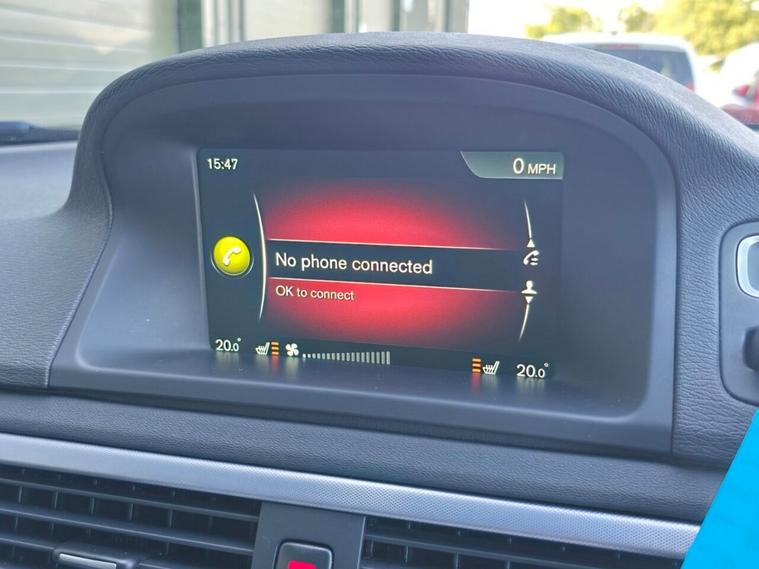 15:47
0 MPH
No phone connected
OK to connect
20.0°
20.0°